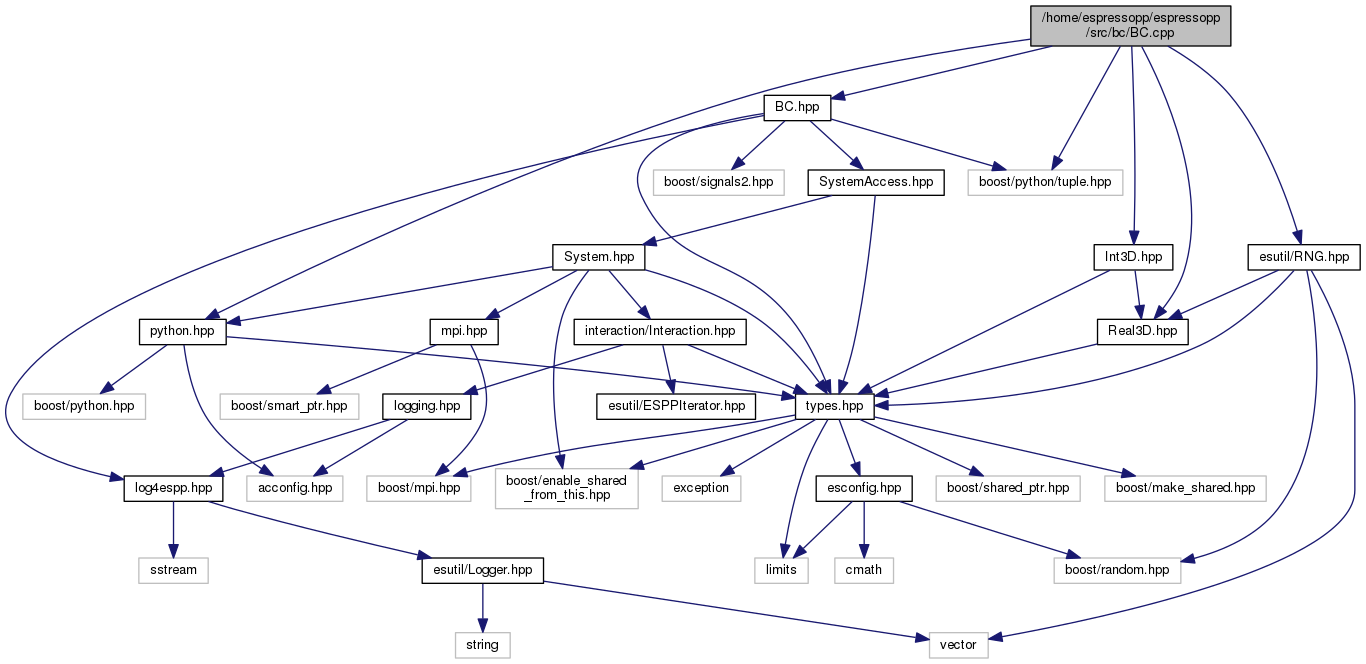 /home/espressopp/espressopp
/src/bc/BC.cpp
BC.hpp
boost/signals2.hpp
SystemAccess.hpp
boost/python/tuple.hpp
System.hpp
Int3D.hpp
esutil/RNG.hpp
python.hpp
mpi.hpp
interaction/Interaction.hpp
Real3D.hpp
boost/python.hpp
boost/smart_ptr.hpp
logging.hpp
esutil/ESPPIterator.hpp
types.hpp
log4espp.hpp
acconfig.hpp
boost/mpi.hpp
boost/enable_shared
_from_this.hpp
exception
esconfig.hpp
boost/shared_ptr.hpp
boost/make_shared.hpp
sstream
esutil/Logger.hpp
limits
cmath
boost/random.hpp
string
vector